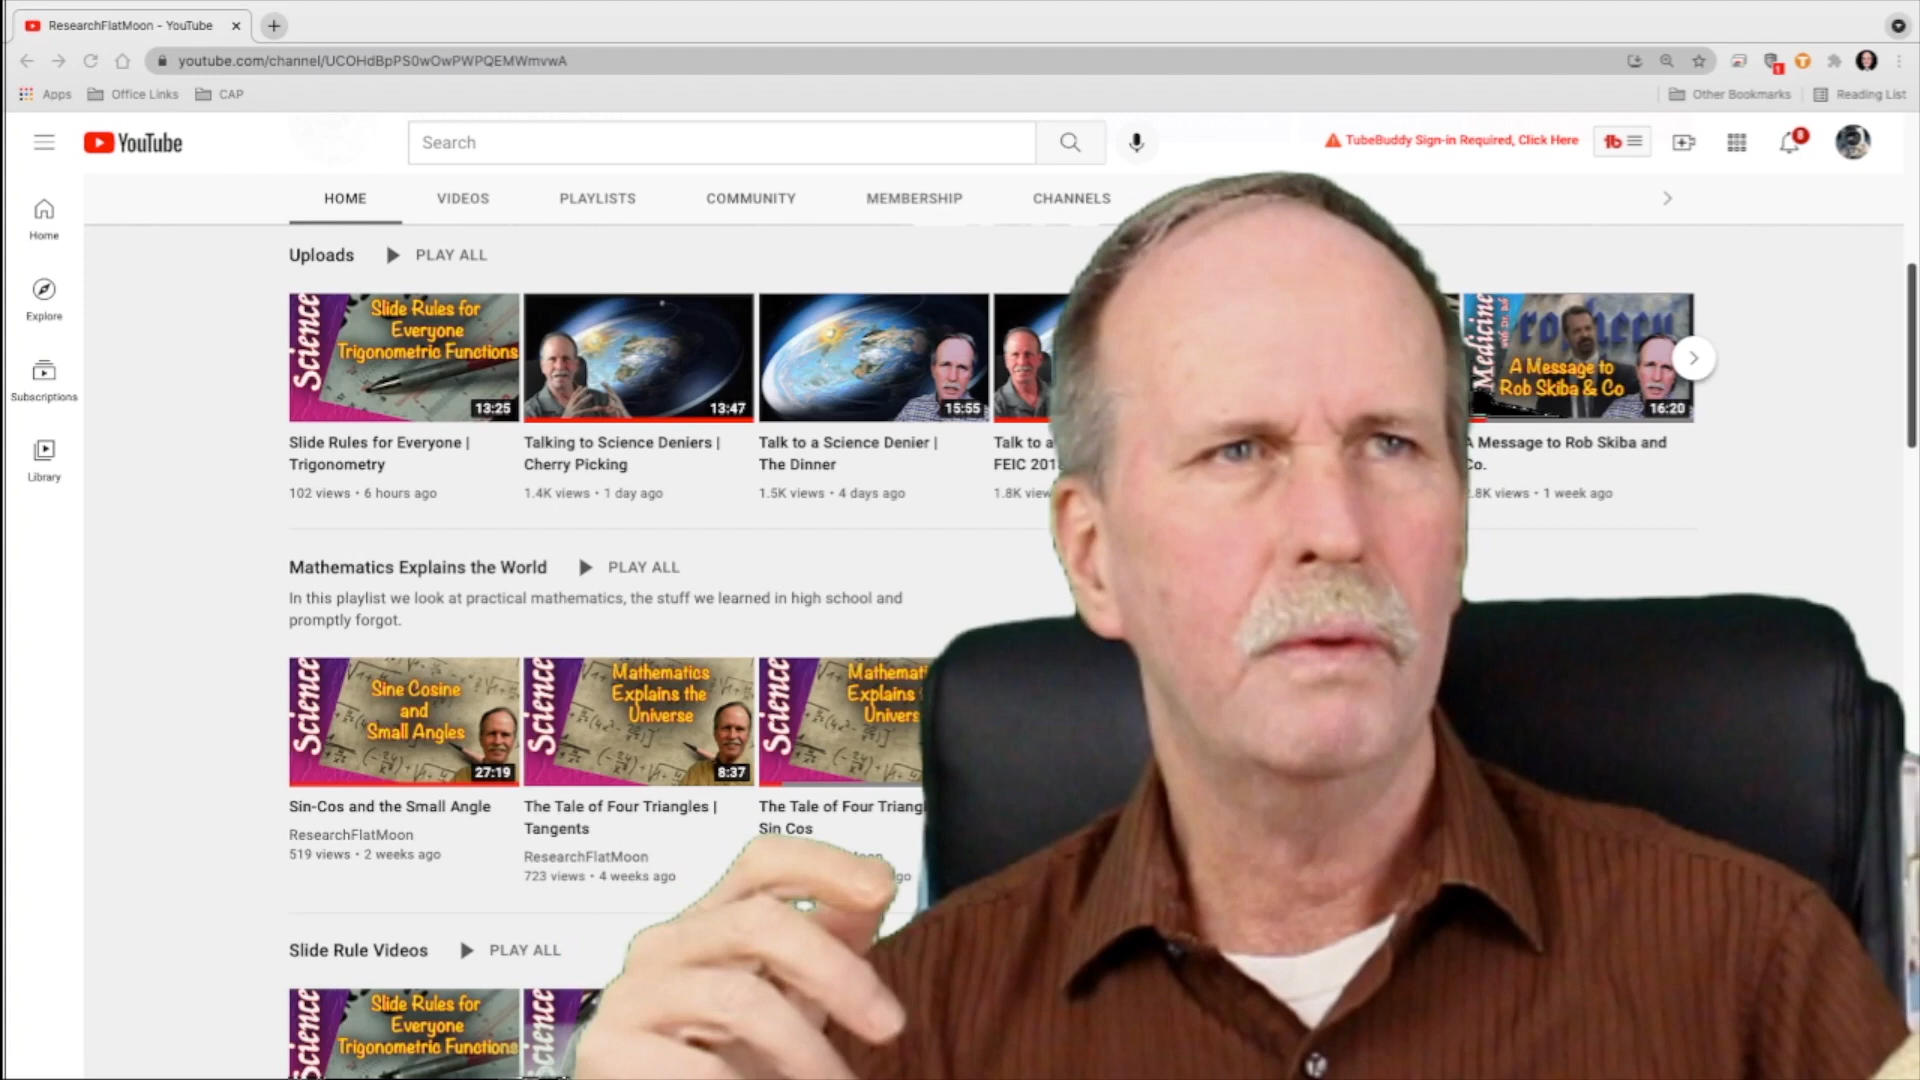 ResearchFlatMoon - YouTube
youtube.com/channel/UCOHdBpPS0wOwPWPQEMWmvwA
Apps Office Links CAP Other Bookmarks Reading List
YouTube
Search
TubeBuddy Sign-in Required, Click Here
tb
8
1
HOME VIDEOS PLAYLISTS COMMUNITY MEMBERSHIP CHANNELS
Home
Explore
Subscriptions
Library
Uploads PLAY ALL
Science
Slide Rules for
Everyone
Trigonometric Functions
13:25
13:47
15:55
Medicine
A Message to
Rob Skiba & Co
16:20
Slide Rules for Everyone |
Trigonometry
102 views • 6 hours ago
Talking to Science Deniers |
Cherry Picking
1.4K views • 1 day ago
Talk to a Science Denier |
The Dinner
1.5K views • 4 days ago
Talk to a
FEIC 201
1.8K view
A Message to Rob Skiba and
Co.
.8K views • 1 week ago
Mathematics Explains the World PLAY ALL
In this playlist we look at practical mathematics, the stuff we learned in high school and
promptly forgot.
Science
Sine Cosine
and
Small Angles
27:19
Science
Mathematics
Explains the
Universe
8:37
Science
Mathemati
Explains
Univers
Sin-Cos and the Small Angle
ResearchFlatMoon
519 views • 2 weeks ago
The Tale of Four Triangles |
Tangents
ResearchFlatMoon
723 views • 4 weeks ago
The Tale of Four Triang
Sin Cos
oon
go
Slide Rule Videos PLAY ALL
Science
Slide Rules for
Everyone
Trigonometric Functions
Science